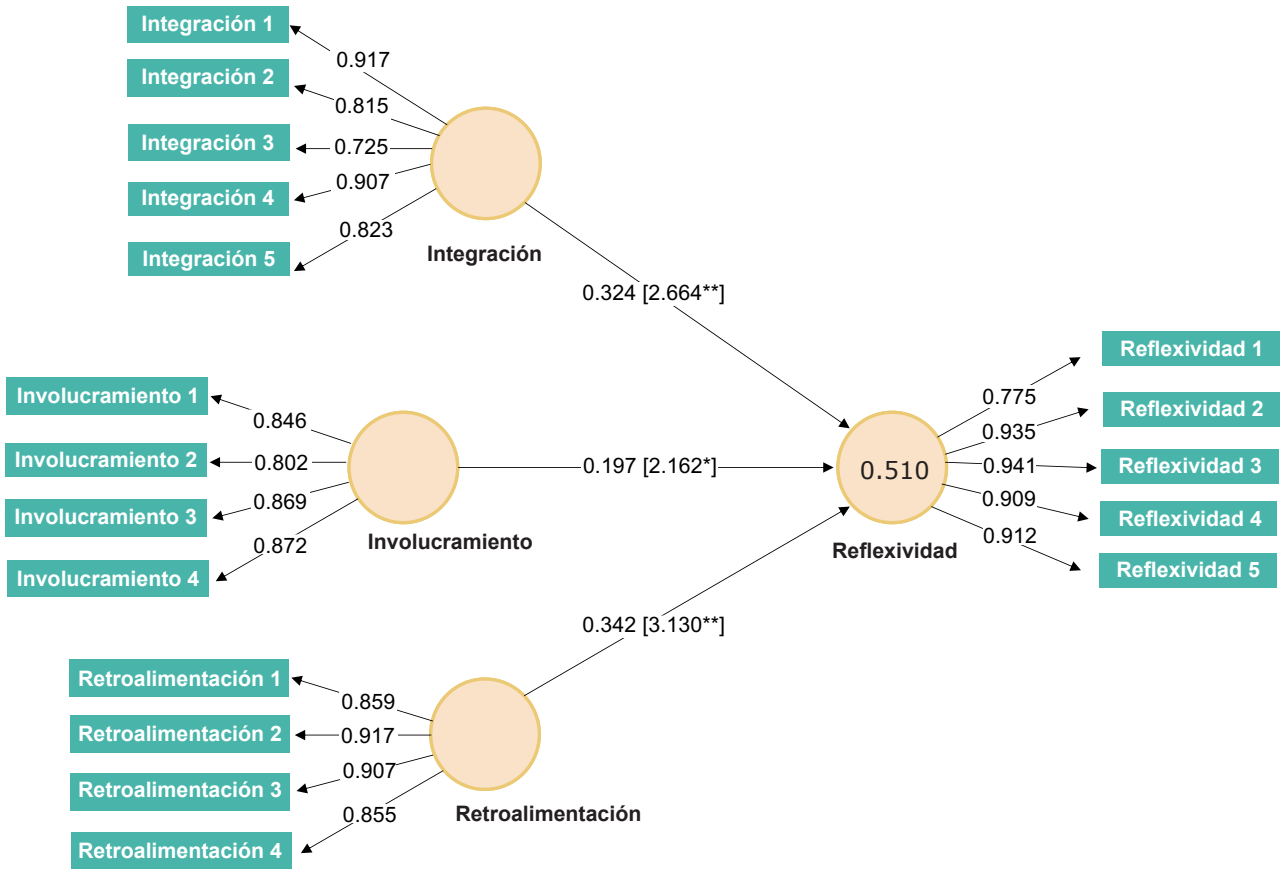 Integración 1
0.917
Integración 2
0.815
Integración 3
0.725
Integración 4
0.907
Integración 5
0.823
Integración
0.324 [2.664**]
Involucramiento 1
0.846
Involucramiento 2
0.802
Involucramiento 3
0.869
Involucramiento 4
0.872
Involucramiento
0.197 [2.162*]
Retroalimentación 1
0.859
Retroalimentación 2
0.917
Retroalimentación 3
0.907
Retroalimentación 4
0.855
Retroalimentación
0.342 [3.130**]
0.510
Reflexividad
Reflexividad 1
0.775
Reflexividad 2
0.935
Reflexividad 3
0.941
Reflexividad 4
0.909
Reflexividad 5
0.912